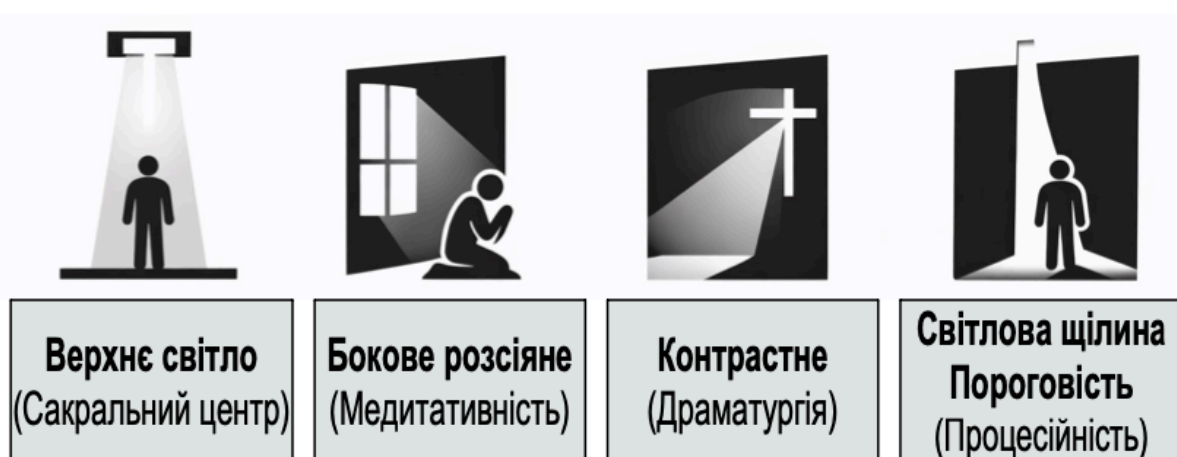 Верхнє світло
(Сакральний центр)
Бокове розсіяне
(Медитативність)
Контрастне
(Драматургія)
Світлова щілина
Пороговість
(Процесійність)